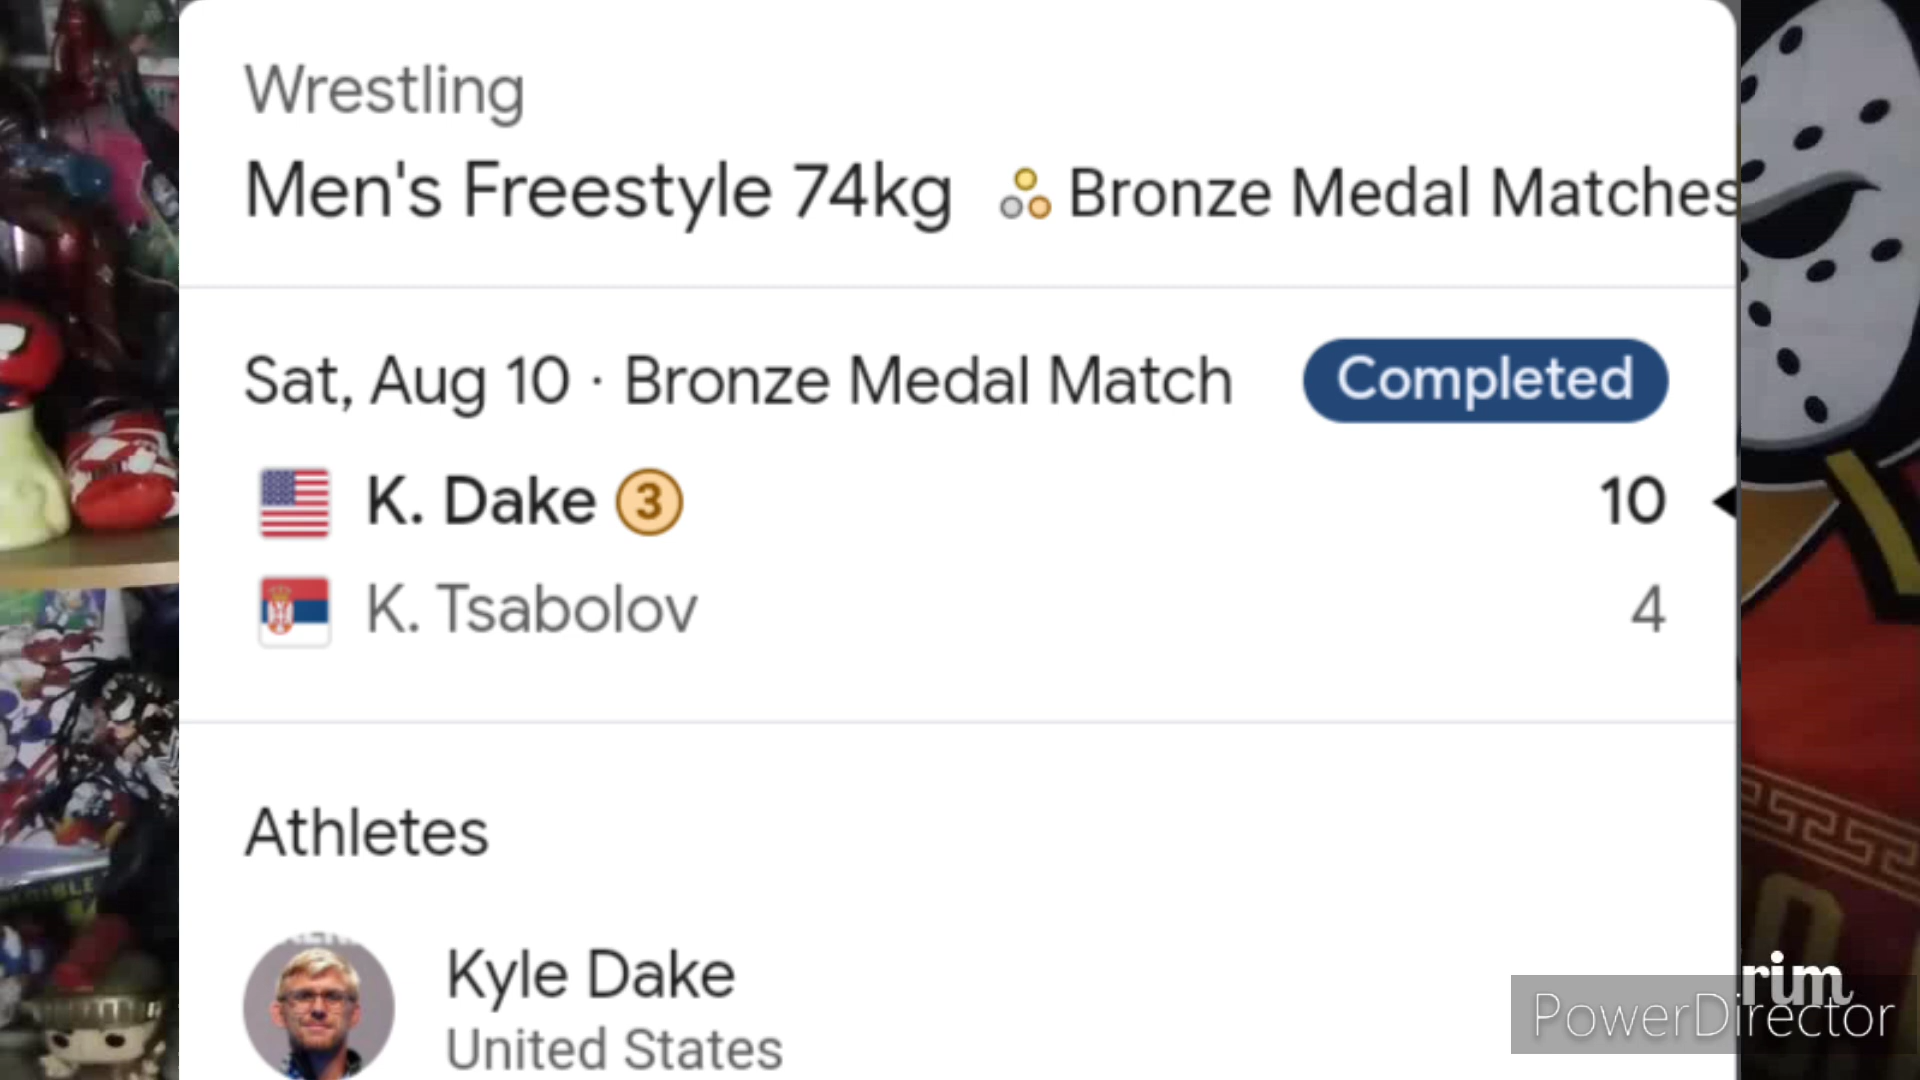 Wrestling
Men's Freestyle 74kg Bronze Medal Matches
Sat, Aug 10 · Bronze Medal Match Completed
K. Dake 3 10
K. Tsabolov 4
Athletes
Kyle Dake
United States
rim
PowerDirector